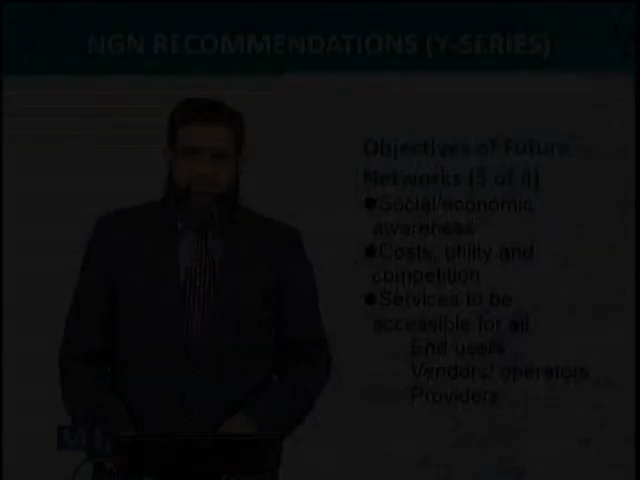 NGN RECOMMENDATIONS (Y-SERIES)
Objectives of Future
Networks (3 of 4)
●Social/economic
awareness
●Costs, utility and
competition
●Services to be
accessible for all
End users
Vendors/ operators
Providers